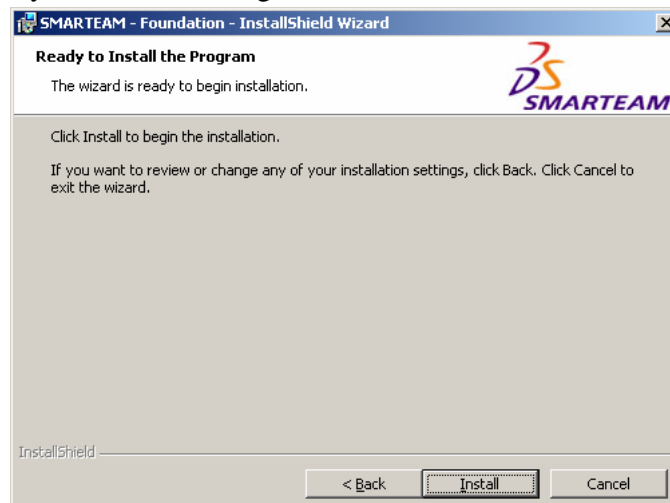 SMARTEAM - Foundation - InstallShield Wizard
Ready to Install the Program
The wizard is ready to begin installation.
SMARTEAM
Click Install to begin the installation.
If you want to review or change any of your installation settings, click Back. Click Cancel to
exit the wizard.
InstallShield
< Back
Install
Cancel